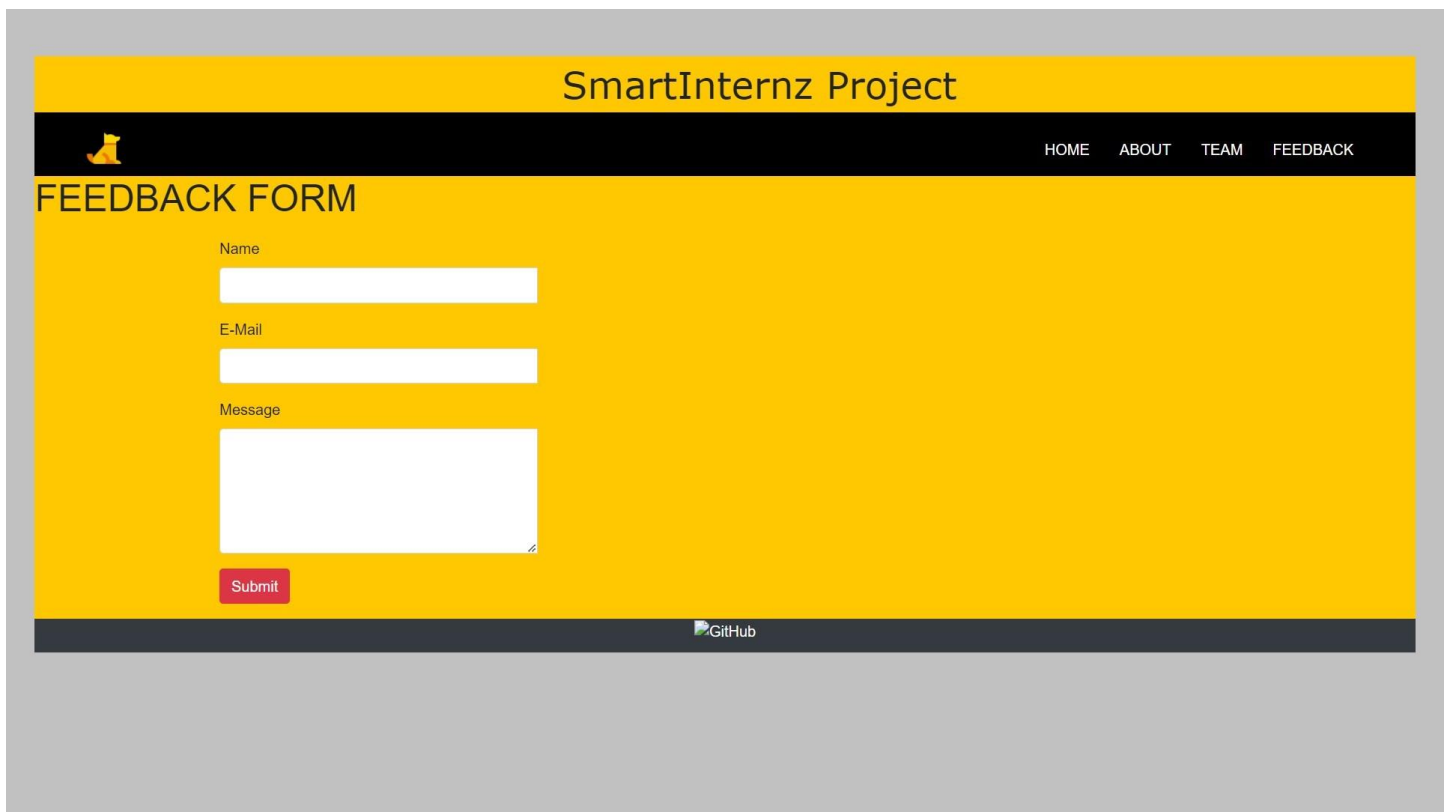 SmartInternz Project
HOME ABOUT TEAM FEEDBACK
FEEDBACK FORM
Name
E-Mail
Message
Submit
GitHub